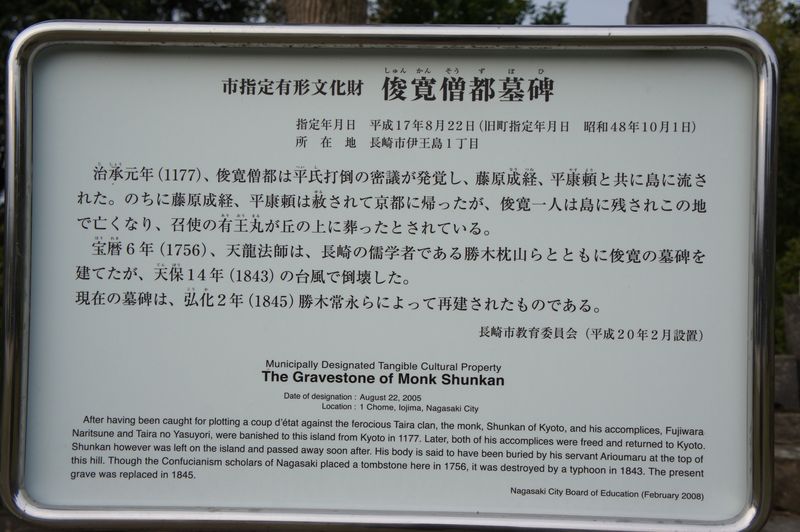 市指定有形文化財 俊寛僧都墓碑
しゅん かん そう ず ぼ ひ
指定年月日 平成17年8月22日(旧町指定年月日 昭和48年10月1日)
所在地 長崎市伊王島1丁目
治承元年(1177)、俊寛僧都は平氏打倒の密議が発覚し、藤原成経、平康頼と共に島に流さ
れた。のちに藤原成経、平康頼は赦されて京都に帰ったが、俊寛一人は島に残されこの地
で亡くなり、召使の有王丸が丘の上に葬ったとされている。
宝暦6年(1756)、天龍法師は、長崎の儒学者である勝木枕山らとともに俊寛の墓碑を
建てたが、天保14年(1843)の台風で倒壊した。
現在の墓碑は、弘化2年(1845)勝木常永らによって再建されたものである。
長崎市教育委員会(平成20年2月設置)
Municipally Designated Tangible Cultural Property
The Gravestone of Monk Shunkan
Date of designation : August 22, 2005
Location : 1 Chome, Iojima, Nagasaki City
After having been caught for plotting a coup d'état against the ferocious Taira clan, the monk, Shunkan of Kyoto, and his accomplices, Fujiwara
Naritsune and Taira no Yasuyori, were banished to this island from Kyoto in 1177. Later, both of his accomplices were freed and returned to Kyoto.
Shunkan however was left on the island and passed away soon after. His body is said to have been buried by his servant Arioumaru at the top of
this hill. Though the Confucianism scholars of Nagasaki placed a tombstone here in 1756, it was destroyed by a typhoon in 1843. The present
grave was replaced in 1845.
Nagasaki City Board of Education (February 2008)